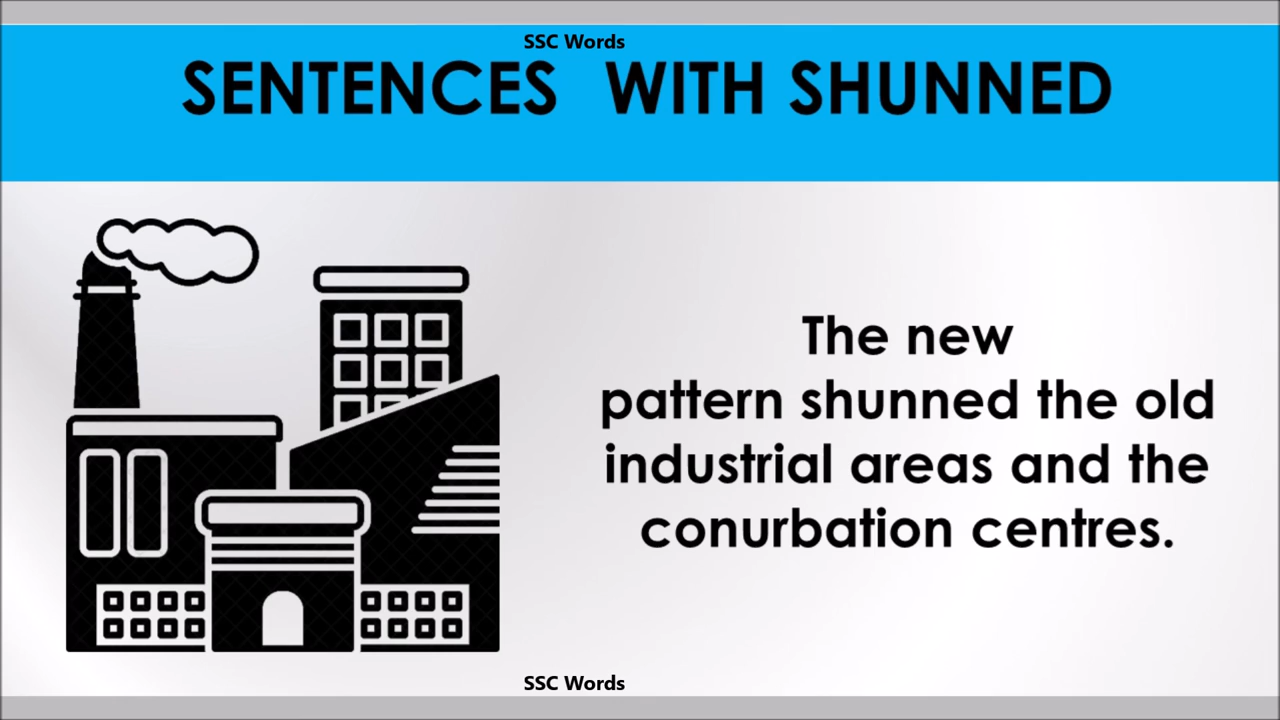 SSC Words
SENTENCES WITH SHUNNED
The new
pattern shunned the old
industrial areas and the
conurbation centres.
SSC Words